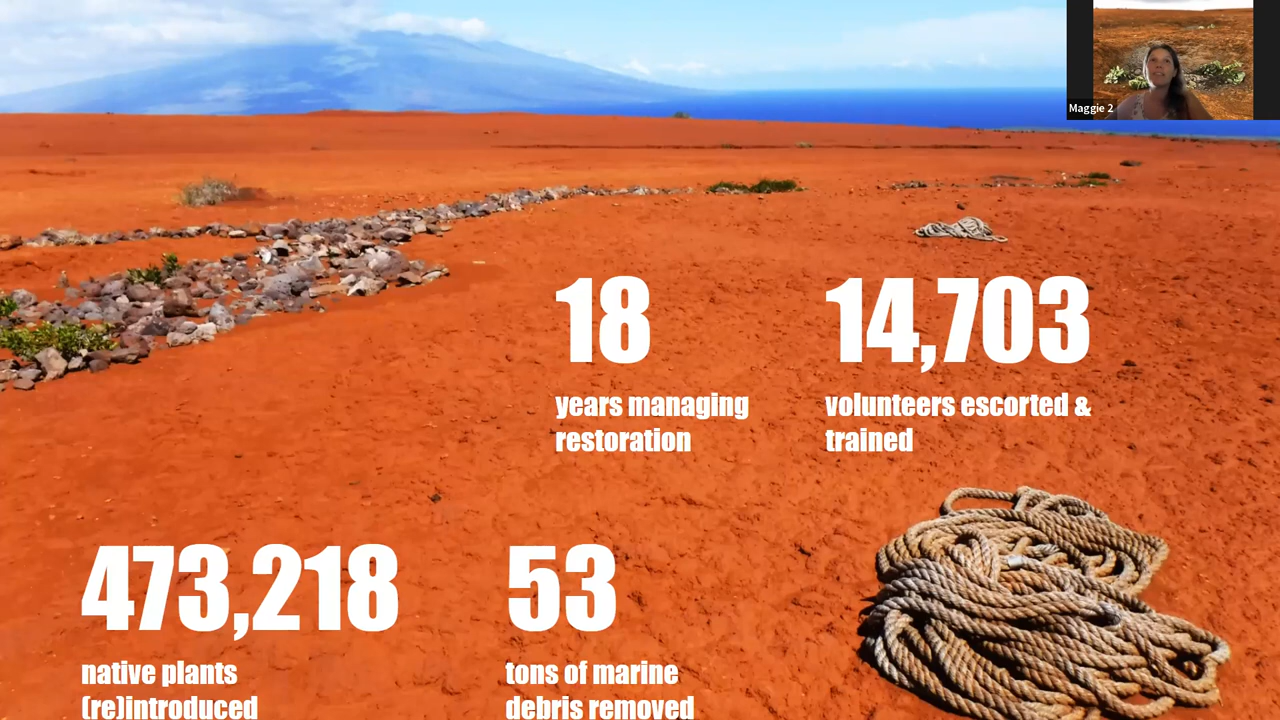 Maggie 2
18
years managing
restoration
14,703
volunteers escorted &
trained
473,218
native plants
(re)introduced
53
tons of marine
debris removed